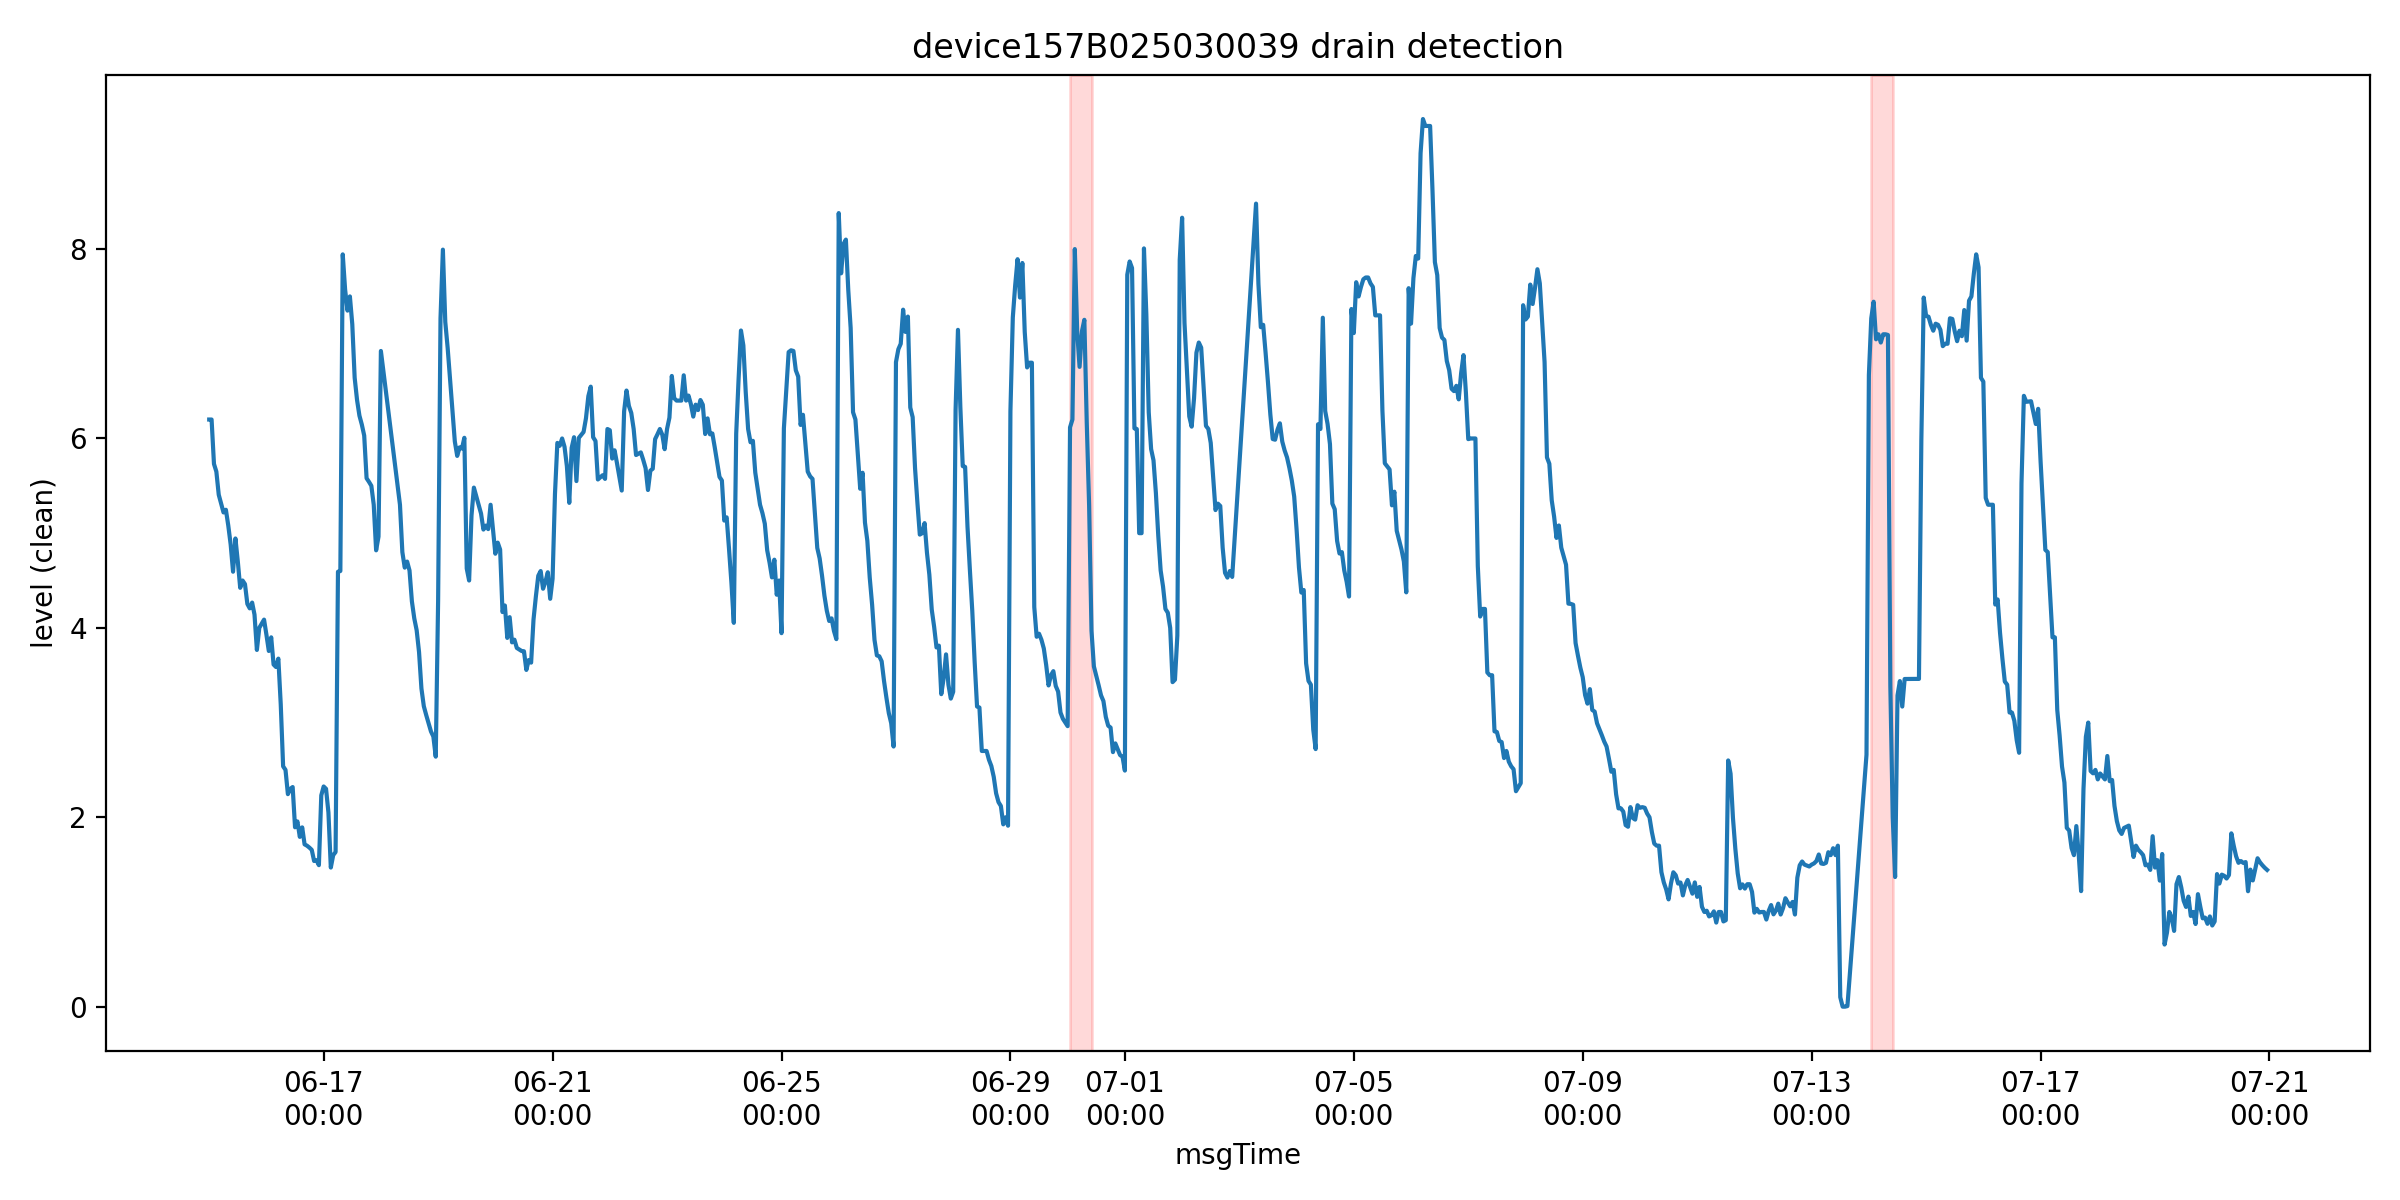 device157B025030039 drain detection
level (clean)
8
6
4
2
0
06-17 06-21 06-25 06-29 07-01 07-05 07-09 07-13 07-17 07-21
00:00 00:00 00:00 00:00 00:00 00:00 00:00 00:00 00:00 00:00
msgTime